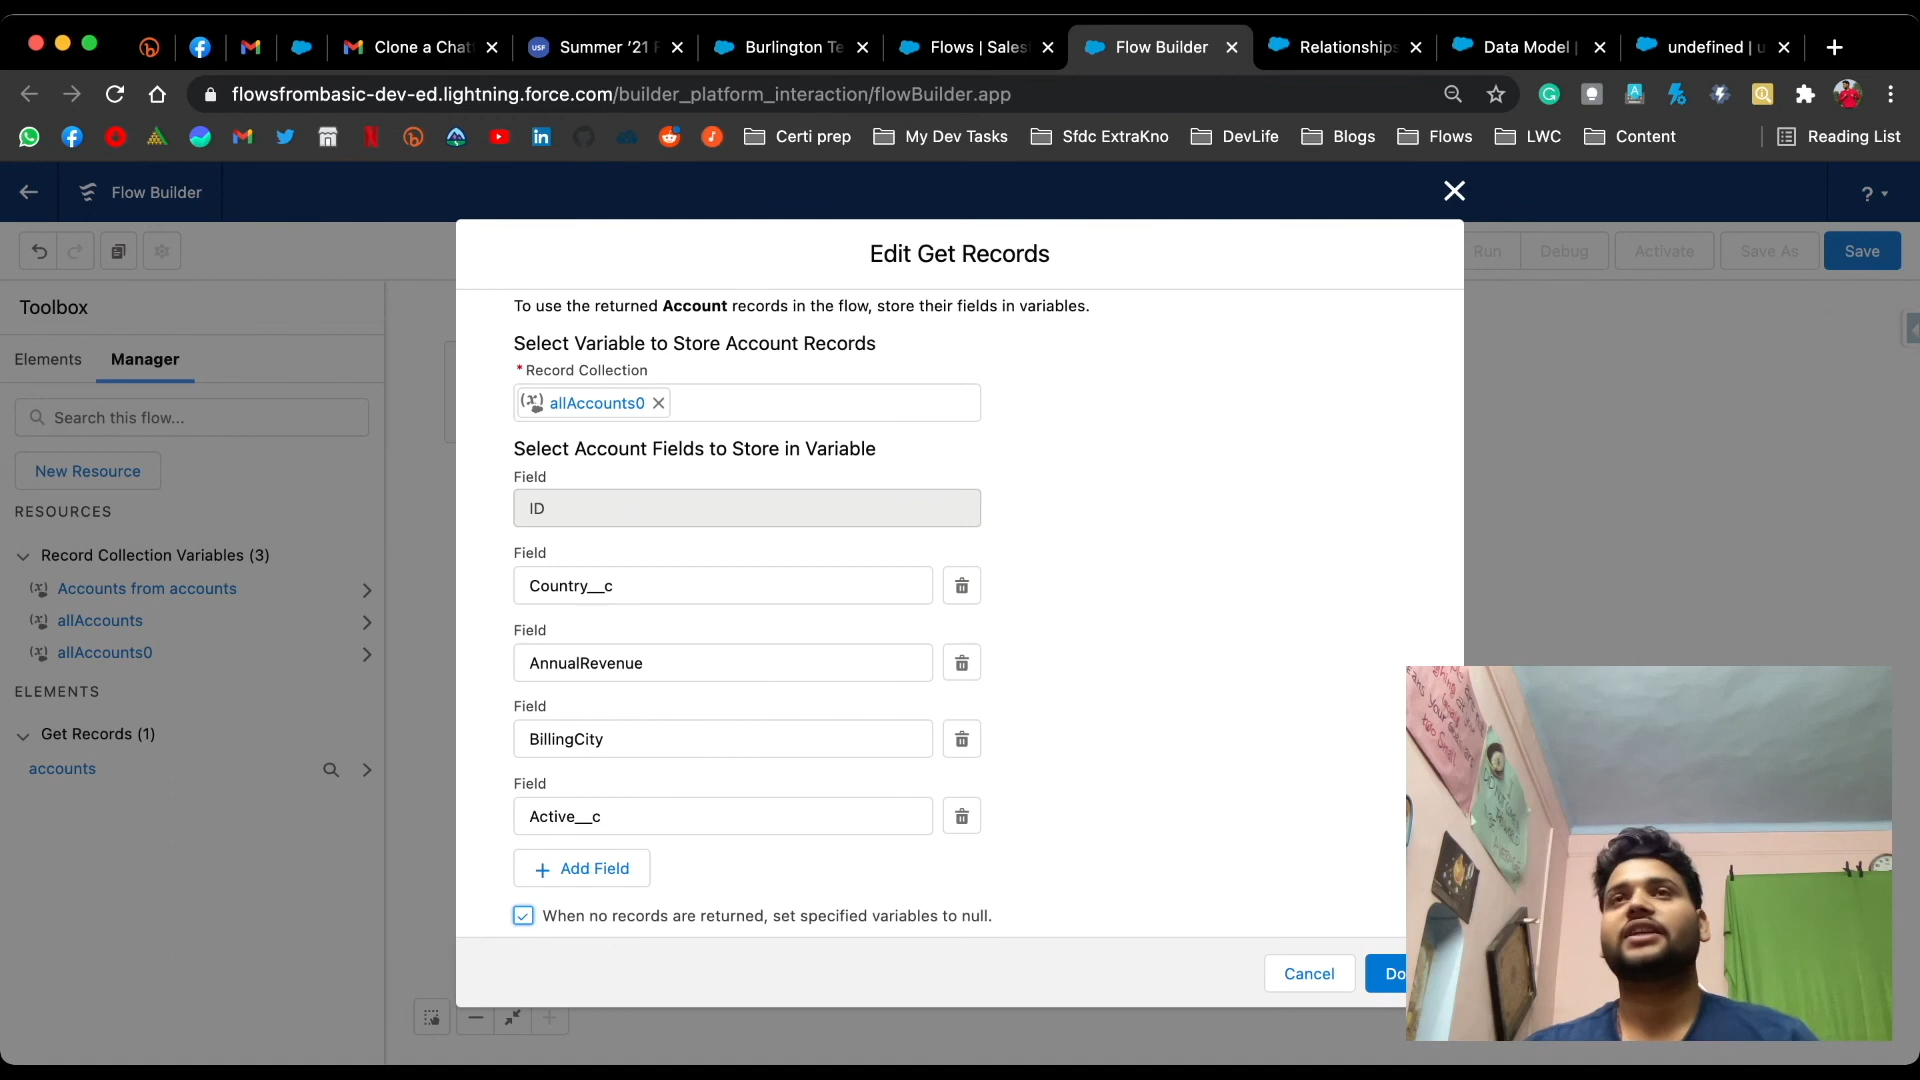 Clone a Chat
Summer ’21 F
Burlington Te
Flows | Sales
Flow Builder
Relationships
Data Model |
undefined | u
flowsfrombasic-dev-ed.lightning.force.com/builder_platform_interaction/flowBuilder.app
Certi prep
My Dev Tasks
Sfdc ExtraKno
DevLife
Blogs
Flows
LWC
Content
Reading List
Flow Builder
?
Run
Debug
Activate
Save As
Save
Toolbox
Elements
Manager
Search this flow...
New Resource
RESOURCES
Record Collection Variables (3)
Accounts from accounts
allAccounts
allAccounts0
ELEMENTS
Get Records (1)
accounts
Edit Get Records
To use the returned Account records in the flow, store their fields in variables.
Select Variable to Store Account Records
*Record Collection
allAccounts0
Select Account Fields to Store in Variable
Field
ID
Field
Country__c
Field
AnnualRevenue
Field
BillingCity
Field
Active__c
+ Add Field
When no records are returned, set specified variables to null.
Cancel
Do